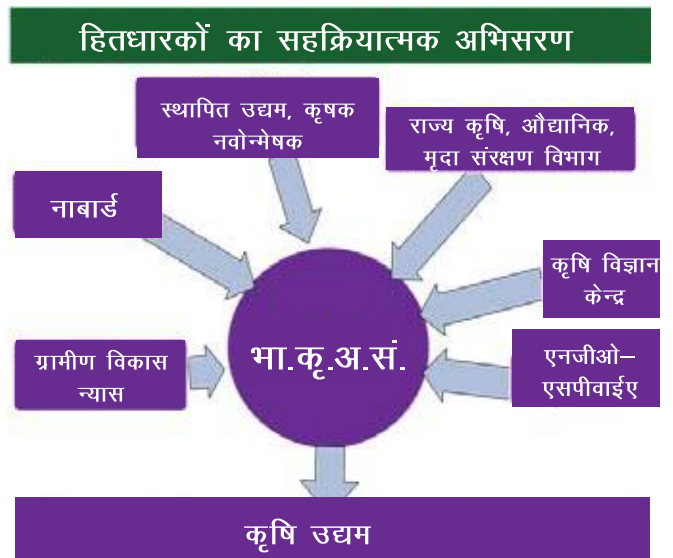 हितधारकों का सहक्रियात्मक अभिसरण
स्थापित उद्यम, कृषक
नवोन्मेषक
राज्य कृषि, औद्यानिक,
मृदा संरक्षण विभाग
नाबार्ड
कृषि विज्ञान
केन्द्र
भा.कृ.अ.सं.
ग्रामीण विकास
न्यास
एनजीओ–
एसपीवाईए
कृषि उद्यम